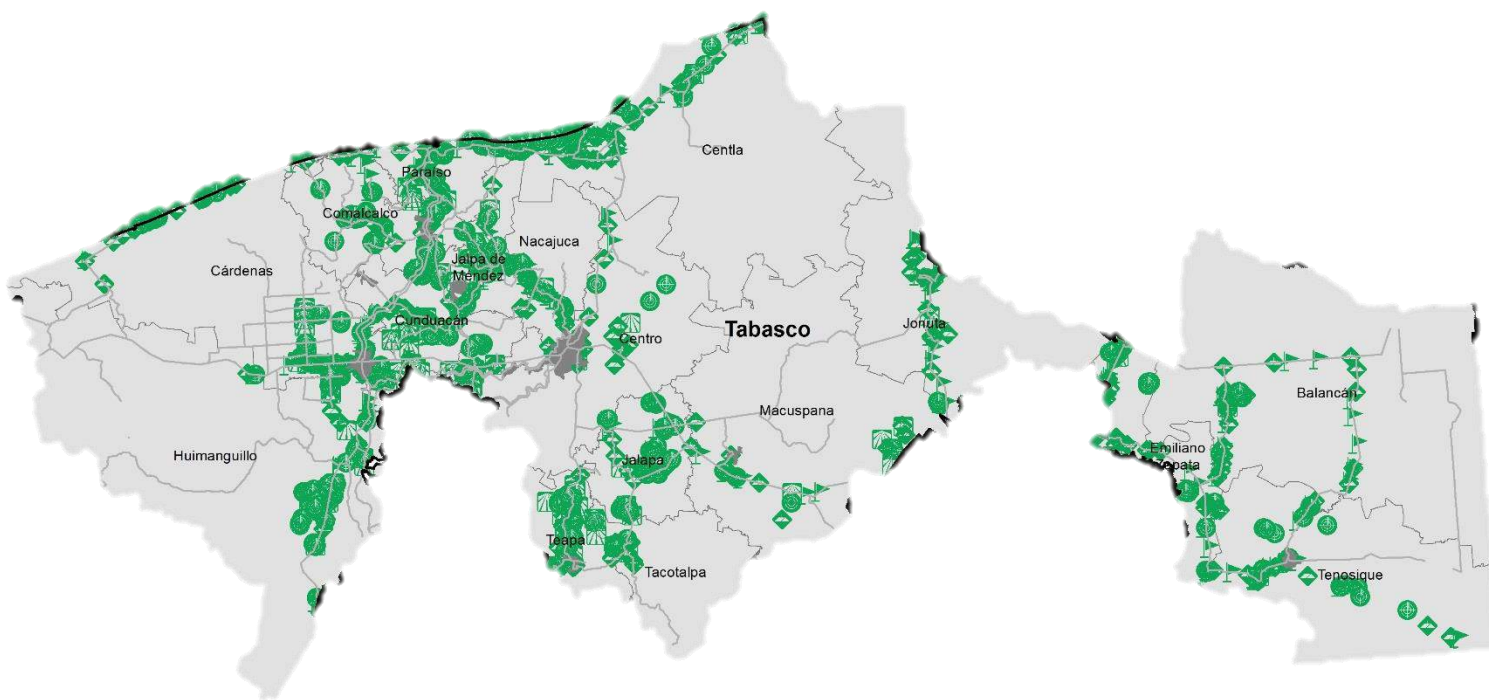 Centla
Paraíso
Comalcalco
Nacajuca
Cárdenas
Jalpa de
Méndez
Cunduacán
Tabasco
Centro
Jonuta
Macuspana
Balancán
Huimanguillo
Jalapa
Emiliano
Zapata
Teapa
Tacotalpa
Tenosique